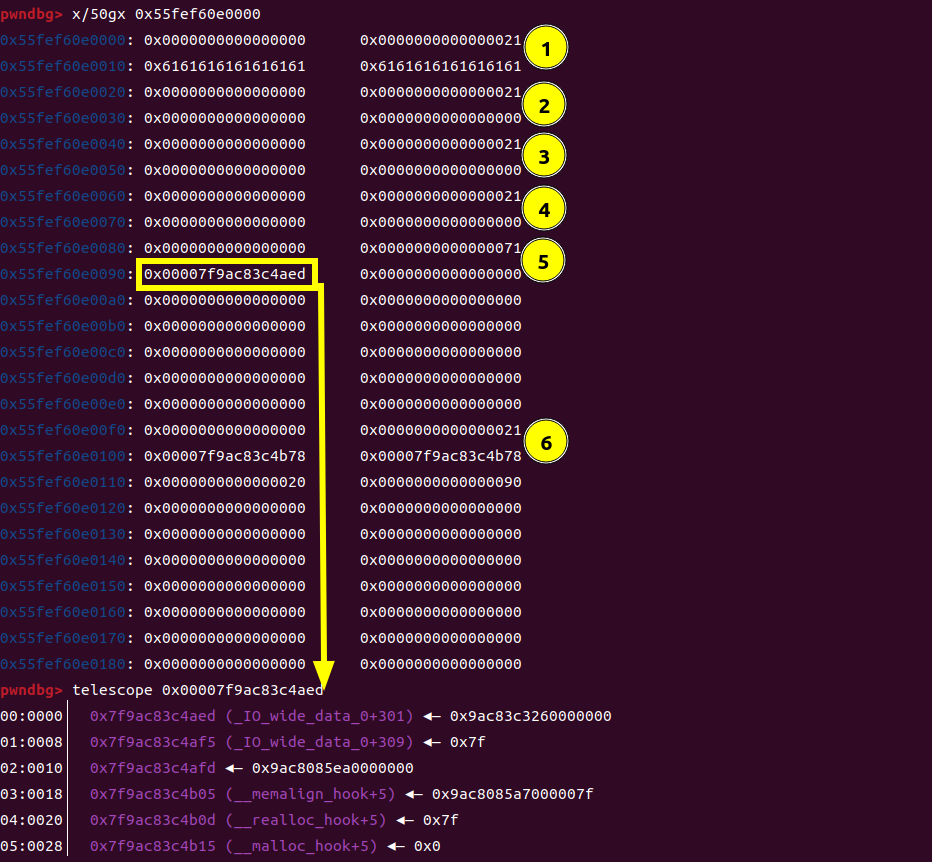 pwndbg> x/50gx 0x55fef60e0000
0x55fef60e0000: 0x0000000000000000 0x0000000000000021 1
0x55fef60e0010: 0x6161616161616161 0x6161616161616161
0x55fef60e0020: 0x0000000000000000 0x0000000000000021 2
0x55fef60e0030: 0x0000000000000000 0x0000000000000000
0x55fef60e0040: 0x0000000000000000 0x0000000000000021 3
0x55fef60e0050: 0x0000000000000000 0x0000000000000000
0x55fef60e0060: 0x0000000000000000 0x0000000000000021 4
0x55fef60e0070: 0x0000000000000000 0x0000000000000000
0x55fef60e0080: 0x0000000000000000 0x0000000000000071 5
0x55fef60e0090: 0x00007f9ac83c4aed 0x0000000000000000
0x55fef60e00a0: 0x0000000000000000 0x0000000000000000
0x55fef60e00b0: 0x0000000000000000 0x0000000000000000
0x55fef60e00c0: 0x0000000000000000 0x0000000000000000
0x55fef60e00d0: 0x0000000000000000 0x0000000000000000
0x55fef60e00e0: 0x0000000000000000 0x0000000000000000
0x55fef60e00f0: 0x0000000000000000 0x0000000000000021 6
0x55fef60e0100: 0x00007f9ac83c4b78 0x00007f9ac83c4b78
0x55fef60e0110: 0x0000000000000020 0x0000000000000090
0x55fef60e0120: 0x0000000000000000 0x0000000000000000
0x55fef60e0130: 0x0000000000000000 0x0000000000000000
0x55fef60e0140: 0x0000000000000000 0x0000000000000000
0x55fef60e0150: 0x0000000000000000 0x0000000000000000
0x55fef60e0160: 0x0000000000000000 0x0000000000000000
0x55fef60e0170: 0x0000000000000000 0x0000000000000000
0x55fef60e0180: 0x0000000000000000 0x0000000000000000
pwndbg> telescope 0x00007f9ac83c4aed
00:0000│ 0x7f9ac83c4aed (_IO_wide_data_0+301) ◂— 0x9ac83c3260000000
01:0008│ 0x7f9ac83c4af5 (_IO_wide_data_0+309) ◂— 0x7f
02:0010│ 0x7f9ac83c4afd ◂— 0x9ac8085ea0000000
03:0018│ 0x7f9ac83c4b05 (__memalign_hook+5) ◂— 0x9ac8085a7000007f
04:0020│ 0x7f9ac83c4b0d (__realloc_hook+5) ◂— 0x7f
05:0028│ 0x7f9ac83c4b15 (__malloc_hook+5) ◂— 0x0